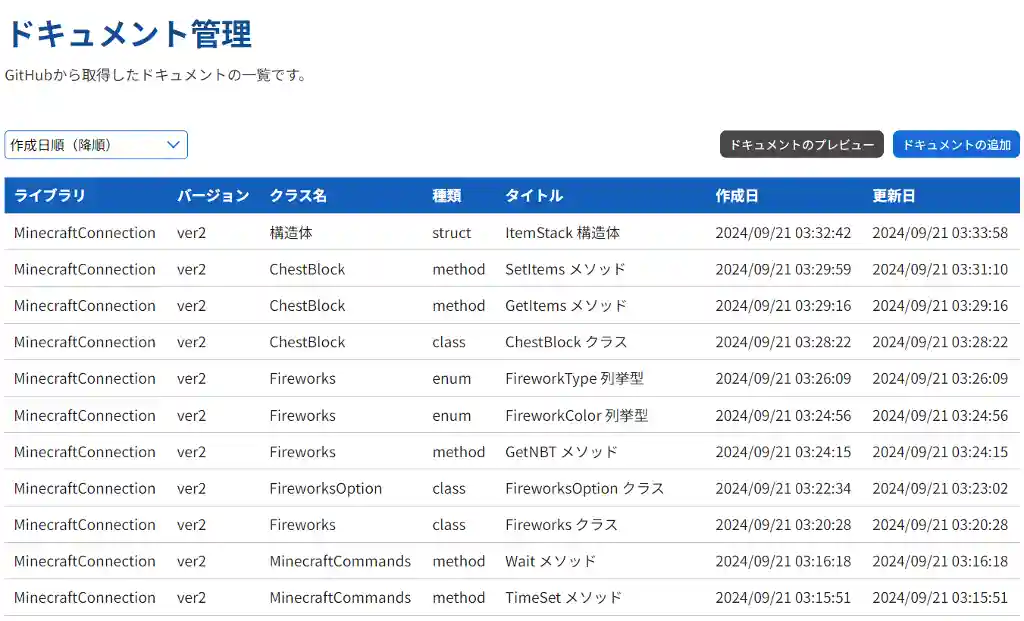 ドキュメント管理
GitHubから取得したドキュメントの一覧です。
作成日順（降順） ドキュメントのプレビュー ドキュメントの追加
ライブラリ バージョン クラス名 種類 タイトル 作成日 更新日
MinecraftConnection ver2 構造体 struct ItemStack 構造体 2024/09/21 03:32:42 2024/09/21 03:33:58
MinecraftConnection ver2 ChestBlock method SetItems メソッド 2024/09/21 03:29:59 2024/09/21 03:31:10
MinecraftConnection ver2 ChestBlock method GetItems メソッド 2024/09/21 03:29:16 2024/09/21 03:29:16
MinecraftConnection ver2 ChestBlock class ChestBlock クラス 2024/09/21 03:28:22 2024/09/21 03:28:22
MinecraftConnection ver2 Fireworks enum FireworkType 列挙型 2024/09/21 03:26:09 2024/09/21 03:26:09
MinecraftConnection ver2 Fireworks enum FireworkColor 列挙型 2024/09/21 03:24:56 2024/09/21 03:24:56
MinecraftConnection ver2 Fireworks method GetNBT メソッド 2024/09/21 03:24:15 2024/09/21 03:24:15
MinecraftConnection ver2 FireworksOption class FireworksOption クラス 2024/09/21 03:22:34 2024/09/21 03:23:02
MinecraftConnection ver2 Fireworks class Fireworks クラス 2024/09/21 03:20:28 2024/09/21 03:20:28
MinecraftConnection ver2 MinecraftCommands method Wait メソッド 2024/09/21 03:16:18 2024/09/21 03:16:18
MinecraftConnection ver2 MinecraftCommands method TimeSet メソッド 2024/09/21 03:15:51 2024/09/21 03:15:51